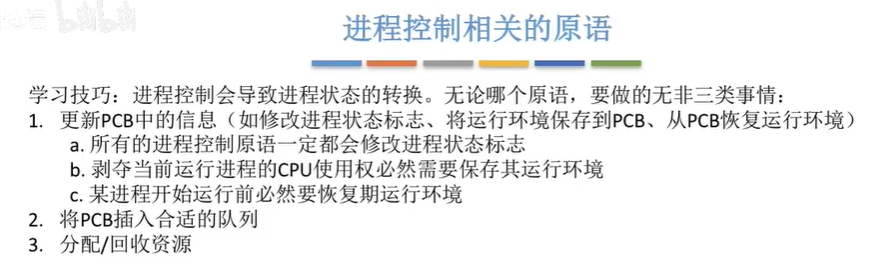 bilibili
进程控制相关的原语
学习技巧：进程控制会导致进程状态的转换。无论哪个原语，要做的无非三类事情：
1. 更新PCB中的信息（如修改进程状态标志、将运行环境保存到PCB、从PCB恢复运行环境）
a. 所有的进程控制原语一定都会修改进程状态标志
b. 剥夺当前运行进程的CPU使用权必然需要保存其运行环境
c. 某进程开始运行前必然要恢复期运行环境
2. 将PCB插入合适的队列
3. 分配/回收资源